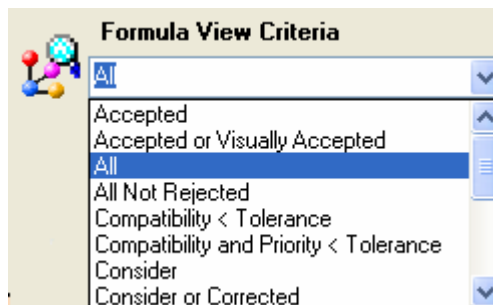 Formula View Criteria
All
Accepted
Accepted or Visually Accepted
All
All Not Rejected
Compatibility < Tolerance
Compatibility and Priority < Tolerance
Consider
Consider or Corrected